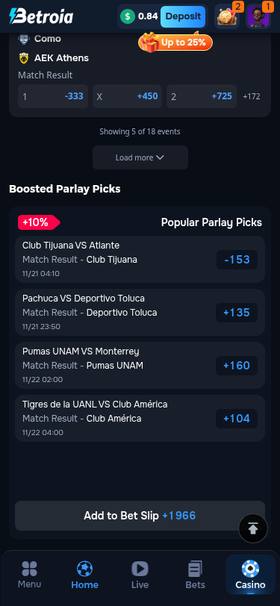 Betroia
$ 0.84 Deposit
2
1
Como
Up to 25%
AEK Athens
Match Result
1 -333 X +450 2 +725 +172
Showing 5 of 18 events
Load more
Boosted Parlay Picks
+10% Popular Parlay Picks
Club Tijuana VS Atlante
Match Result - Club Tijuana
11/21 04:10
-153
Pachuca VS Deportivo Toluca
Match Result - Deportivo Toluca
11/21 23:50
+135
Pumas UNAM VS Monterrey
Match Result - Pumas UNAM
11/22 02:00
+160
Tigres de la UANL VS Club América
Match Result - Club América
11/22 04:00
+104
Add to Bet Slip +1966
Menu Home Live Bets Casino